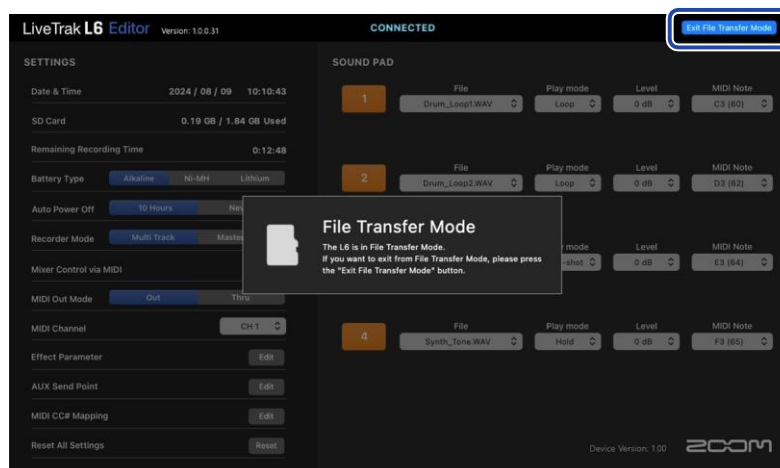 LiveTrak L6 Editor Version: 1.0.0.31 CONNECTED Exit File Transfer Mode
SETTINGS
Date & Time 2024 / 08 / 09 10:10:43
SD Card 0.19 GB / 1.84 GB Used
Remaining Recording Time 0:12:48
Battery Type Alkaline Ni-MH Lithium
Auto Power Off 10 Hours
Recorder Mode Multi Track
Mixer Control via MIDI
MIDI Out Mode Out Thru
MIDI Channel CH 1
Effect Parameter Edit
AUX Send Point Edit
MIDI CC# Mapping Edit
Reset All Settings Reset
SOUND PAD
File Play mode Level MIDI Note
1 Drum_Loop1.WAV Loop 0 dB C3 (60)
File Play mode Level MIDI Note
2 Drum_Loop2.WAV Loop 0 dB D3 (62)
File Transfer Mode
The L6 is in File Transfer Mode.
If you want to exit from File Transfer Mode, please press
the "Exit File Transfer Mode" button.
mode Level MIDI Note
-shot 0 dB E3 (64)
File Play mode Level MIDI Note
4 Synth_Tone.WAV Hold 0 dB F3 (65)
Device Version: 1.00 ZOOM